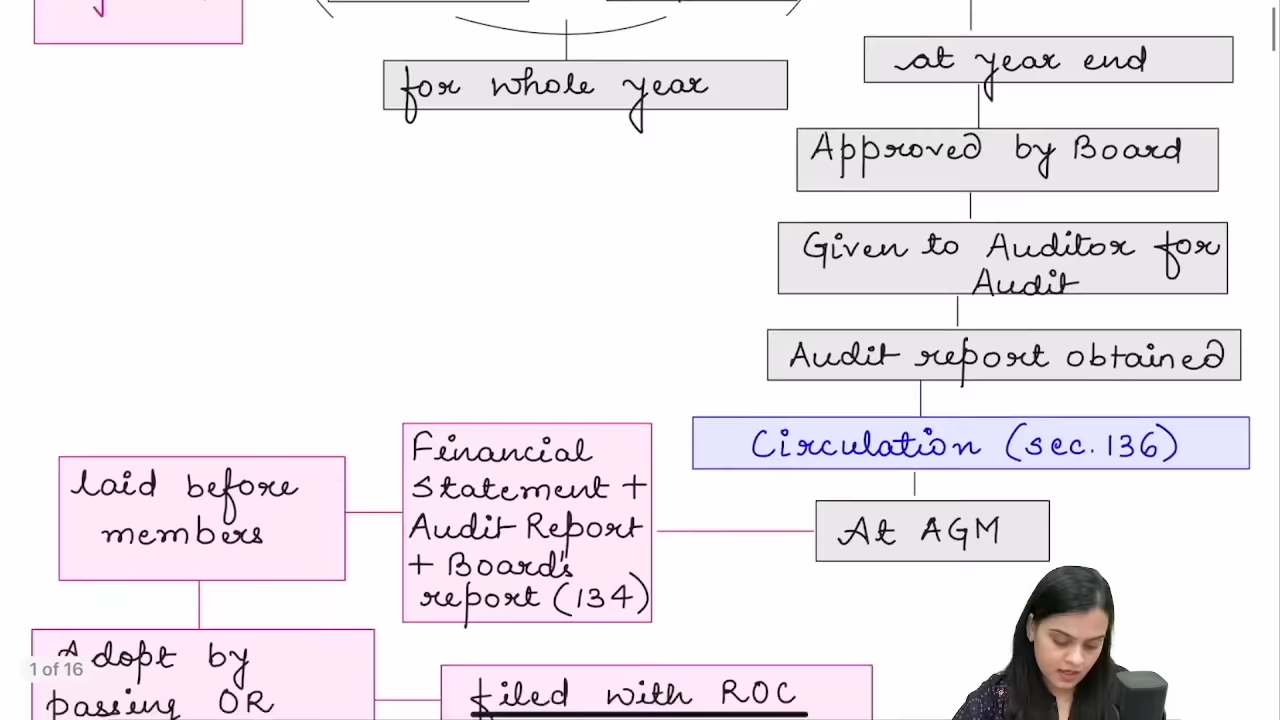 for whole year
at year end
Approved by Board
Given to Auditor for
Audit
Audit report obtained
Circulation (sec. 136)
At AGM
Financial
Statement +
Audit Report
+ Board's
report (134)
laid before
members
Adopt by
passing OR
filed with ROC
1 of 16